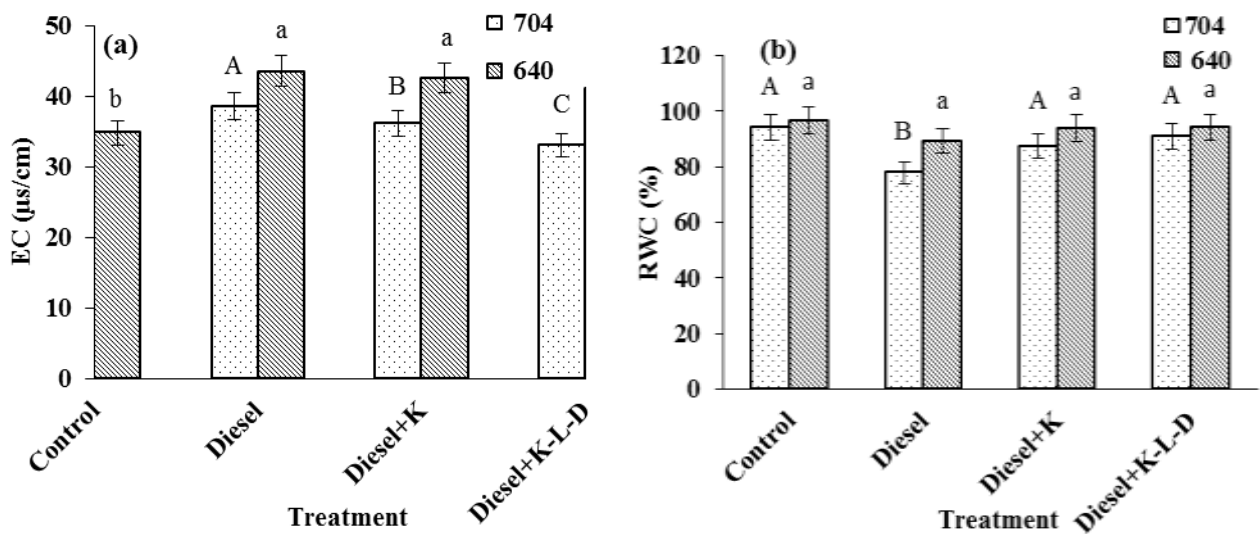 (a)
704
640
50
40
30
20
10
0
EC (µs/cm)
b
A
a
B
a
C
Control
Diesel
Diesel+K
Diesel+K-L-D
Treatment
(b)
704
640
120
100
80
60
40
20
0
RWC (%)
A
a
B
a
A
a
A
a
Control
Diesel
Diesel+K
Diesel+K-L-D
Treatment